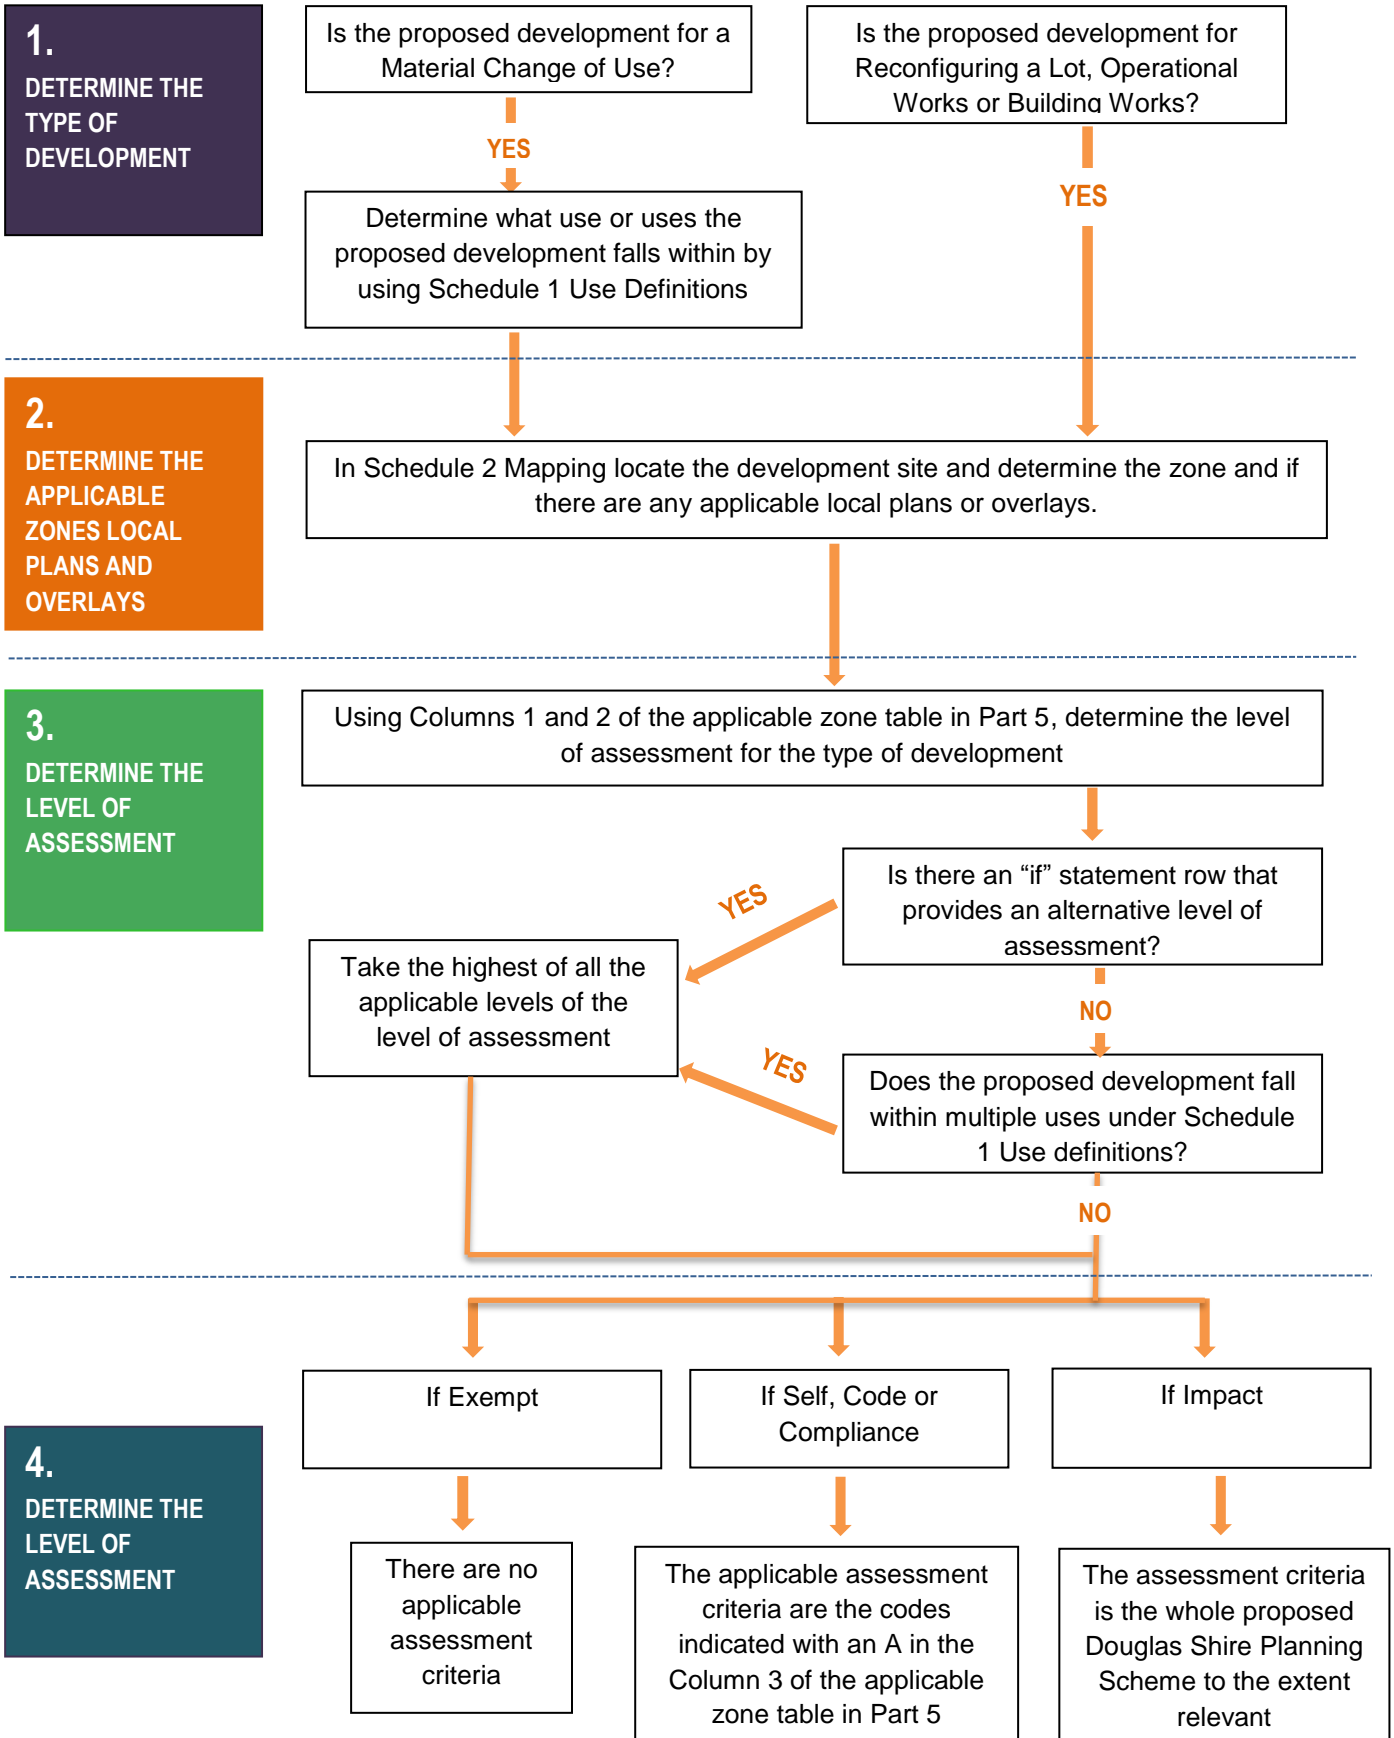 1.
DETERMINE THE
TYPE OF
DEVELOPMENT
Is the proposed development for a
Material Change of Use?
Is the proposed development for
Reconfiguring a Lot, Operational
Works or Building Works?
YES
YES
Determine what use or uses the
proposed development falls within by
using Schedule 1 Use Definitions
2.
DETERMINE THE
APPLICABLE
ZONES LOCAL
PLANS AND
OVERLAYS
In Schedule 2 Mapping locate the development site and determine the zone and if
there are any applicable local plans or overlays.
3.
DETERMINE THE
LEVEL OF
ASSESSMENT
Using Columns 1 and 2 of the applicable zone table in Part 5, determine the level
of assessment for the type of development
Is there an “if” statement row that
provides an alternative level of
assessment?
YES
Take the highest of all the
applicable levels of the
level of assessment
NO
YES
Does the proposed development fall
within multiple uses under Schedule
1 Use definitions?
NO
4.
DETERMINE THE
LEVEL OF
ASSESSMENT
If Exempt
If Self, Code or
Compliance
If Impact
There are no
applicable
assessment
criteria
The applicable assessment
criteria are the codes
indicated with an A in the
Column 3 of the applicable
zone table in Part 5
The assessment criteria
is the whole proposed
Douglas Shire Planning
Scheme to the extent
relevant